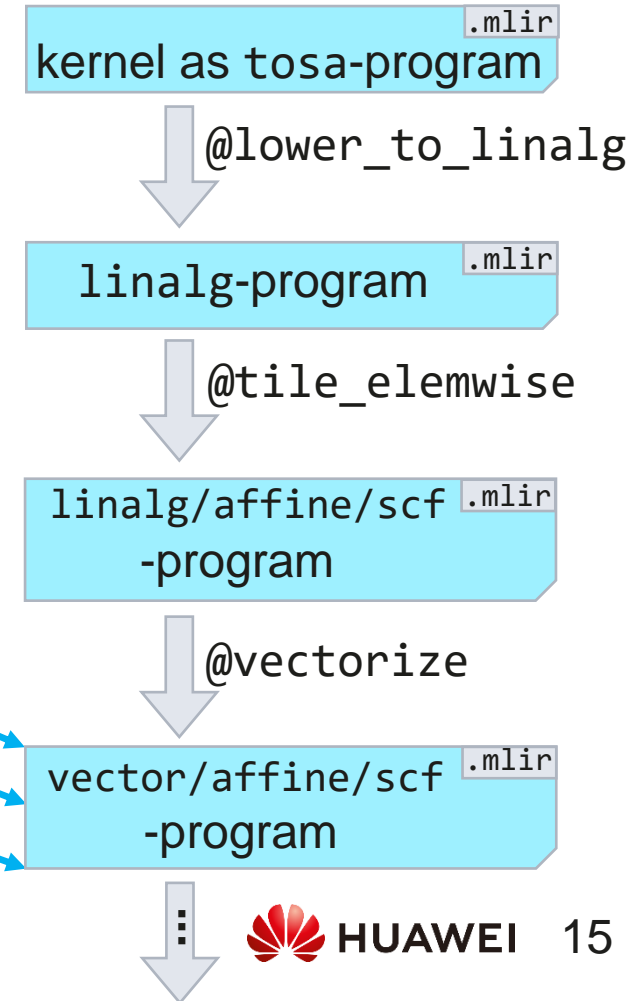 .mlir
kernel as tosa-program
@lower_to_linalg
.mlir
linalg-program
@tile_elemwise
linalg/affine/scf .mlir
-program
@vectorize
vector/affine/scf .mlir
-program
...
HUAWEI 15